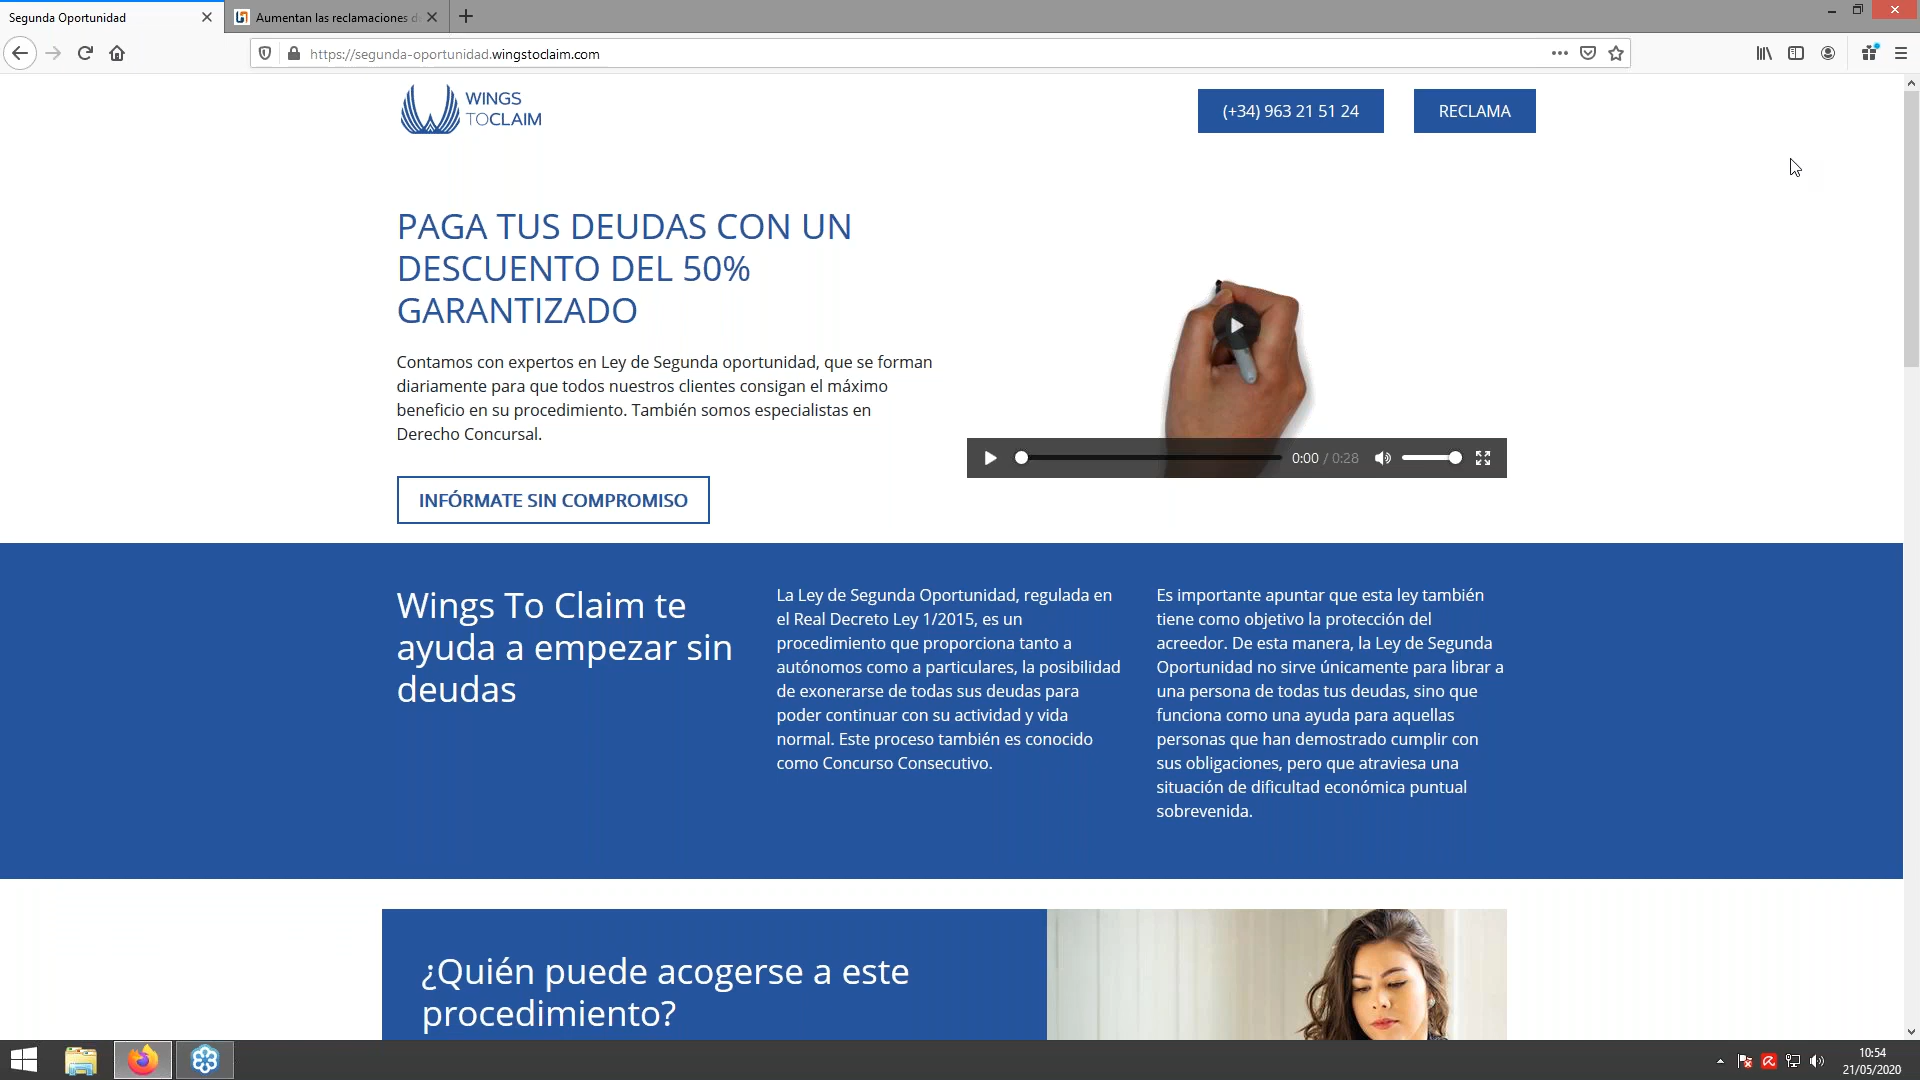 Segunda Oportunidad
Aumentan las reclamaciones d
https://segunda-oportunidad.wingstoclaim.com
WINGS
TOCLAIM
(+34) 963 21 51 24
RECLAMA
PAGA TUS DEUDAS CON UN
DESCUENTO DEL 50%
GARANTIZADO
Contamos con expertos en Ley de Segunda oportunidad, que se forman
diariamente para que todos nuestros clientes consigan el máximo
beneficio en su procedimiento. También somos especialistas en
Derecho Concursal.
INFÓRMATE SIN COMPROMISO
0:00 / 0:28
Wings To Claim te
ayuda a empezar sin
deudas
La Ley de Segunda Oportunidad, regulada en
el Real Decreto Ley 1/2015, es un
procedimiento que proporciona tanto a
autónomos como a particulares, la posibilidad
de exonerarse de todas sus deudas para
poder continuar con su actividad y vida
normal. Este proceso también es conocido
como Concurso Consecutivo.
Es importante apuntar que esta ley también
tiene como objetivo la protección del
acreedor. De esta manera, la Ley de Segunda
Oportunidad no sirve únicamente para librar a
una persona de todas tus deudas, sino que
funciona como una ayuda para aquellas
personas que han demostrado cumplir con
sus obligaciones, pero que atraviesa una
situación de dificultad económica puntual
sobrevenida.
¿Quién puede acogerse a este
procedimiento?
10:54
21/05/2020